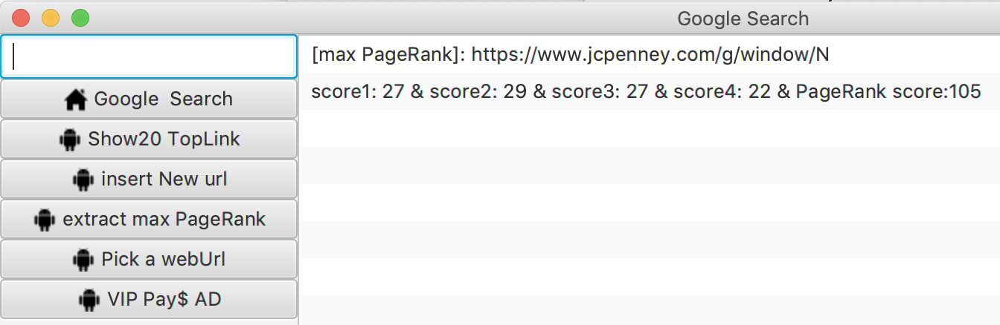 Google Search
[max PageRank]: https://www.jcpenney.com/g/window/N
score1: 27 & score2: 29 & score3: 27 & score4: 22 & PageRank score:105
Google  Search
Show20 TopLink
insert New url
extract max PageRank
Pick a webUrl
VIP Pay$ AD